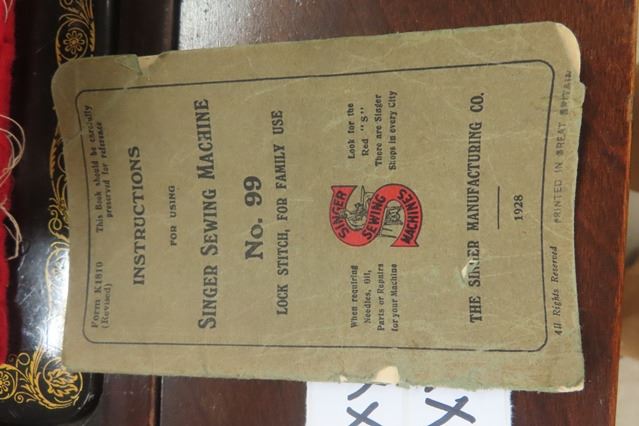 Form K1810
(Revised)
This Book should be carefully
preserved for reference
INSTRUCTIONS
FOR USING
SINGER SEWING MACHINE
No. 99
LOCK STITCH, FOR FAMILY USE
When requiring
Needles, Oil,
Parts or Repairs
for your Machine
SINGER
SEWING
MACHINES
Look for the
Red "S"
There are Singer
Shops in every City
THE SINGER MANUFACTURING CO.
1928
All Rights Reserved
PRINTED IN GREAT BRITAIN
X X
X